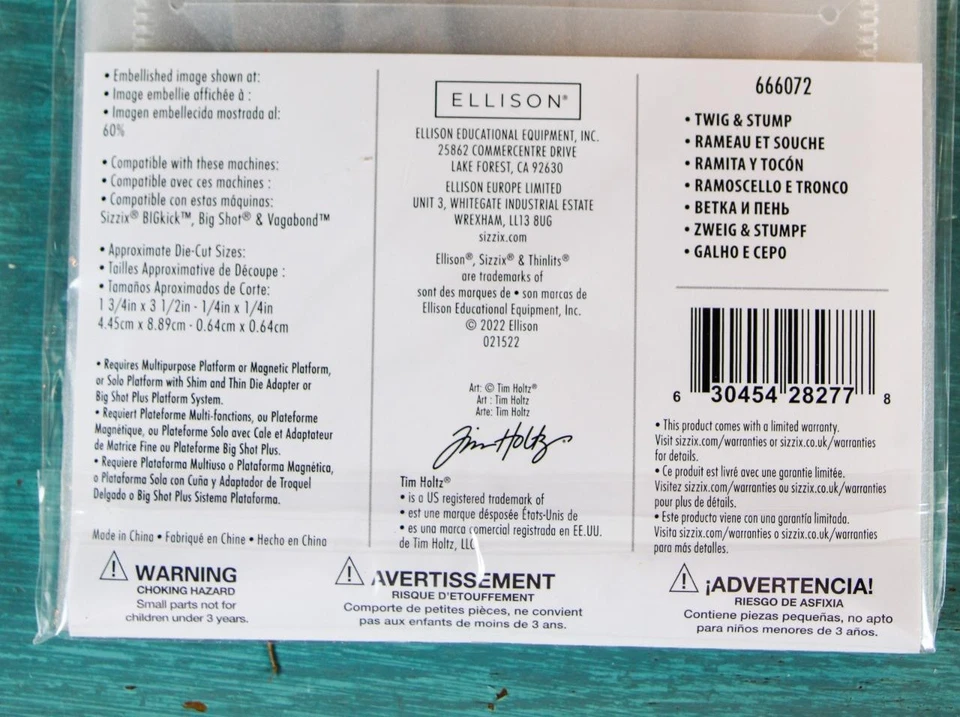 • Embellished image shown at:
• Image embellie affichée à :
• Imagen embellecida mostrada al:
60%
• Compatible with these machines:
• Compatible avec ces machines :
• Compatible con estas máquinas:
Sizzix® BIGkick™, Big Shot® & Vagabond™
• Approximate Die-Cut Sizes:
• Tailles Approximative de Découpe :
• Tamaños Aproximados de Corte:
1 3/4in x 3 1/2in - 1/4in x 1/4in
4.45cm x 8.89cm - 0.64cm x 0.64cm
• Requires Multipurpose Platform or Magnetic Platform,
or Solo Platform with Shim and Thin Die Adapter or
Big Shot Plus Platform System.
• Requiert Plateforme Multi-fonctions, ou Plateforme
Magnétique, ou Plateforme Solo avec Cale et Adaptateur
de Matrice Fine ou Plateforme Big Shot Plus.
• Requiere Plataforma Multiuso o Plataforma Magnética,
o Plataforma Sola con Cuña y Adaptador de Troquel
Delgado o Big Shot Plus Sistema Plataforma.
Made in China • Fabriqué en Chine • Hecho en China
ELLISON®
ELLISON EDUCATIONAL EQUIPMENT, INC.
25862 COMMERCENTRE DRIVE
LAKE FOREST, CA 92630
ELLISON EUROPE LIMITED
UNIT 3, WHITEGATE INDUSTRIAL ESTATE
WREXHAM, LL13 8UG
sizzix.com
Ellison®, Sizzix® & Thinlits®
are trademarks of
sont des marques de • son marcas de
Ellison Educational Equipment, Inc.
© 2022 Ellison
021522
Art: © Tim Holtz®
Art : Tim Holtz
Arte: Tim Holtz
Tim Holtz®
Tim Holtz®
• is a US registered trademark of
• est une marque désposée États-Unis de
• es una marca comercial registrada en EE.UU.
de Tim Holtz, LLC
666072
• TWIG & STUMP
• RAMEAU ET SOUCHE
• RAMITA Y TOCÓN
• RAMOSCELLO E TRONCO
• ВЕТКА И ПЕНЬ
• ZWEIG & STUMPF
• GALHO E CEPO
6 30454 28277 8
• This product comes with a limited warranty.
Visit sizzix.com/warranties or sizzix.co.uk/warranties
for details.
• Ce produit est livré avec une garantie limitée.
Visitez sizzix.com/warranties ou sizzix.co.uk/warranties
pour plus de détails.
• Este producto viene con una garantía limitada.
Visita sizzix.com/warranties o sizzix.co.uk/warranties
para más detalles.
WARNING
CHOKING HAZARD
Small parts not for
children under 3 years.
AVERTISSEMENT
RISQUE D'ETOUFFEMENT
Comporte de petites pièces, ne convient
pas aux enfants de moins de 3 ans.
¡ADVERTENCIA!
RIESGO DE ASFIXIA
Contiene piezas pequeñas, no apto
para niños menores de 3 años.